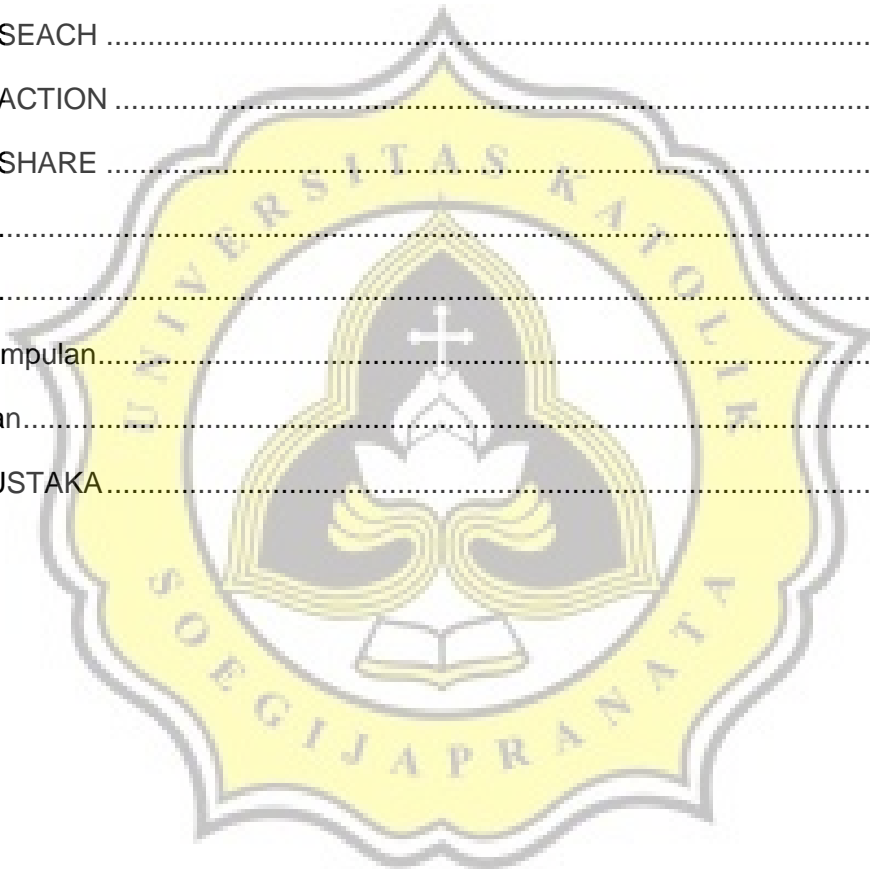 SEACH ........................................................................................................
ACTION ........................................................................................................
SHARE ........................................................................................................
........................................................................................................
........................................................................................................
mpulan........................................................................................................
an........................................................................................................
USTAKA........................................................................................................
UNIVERSITAS KATOLIK
SOEGIJAPRANATA